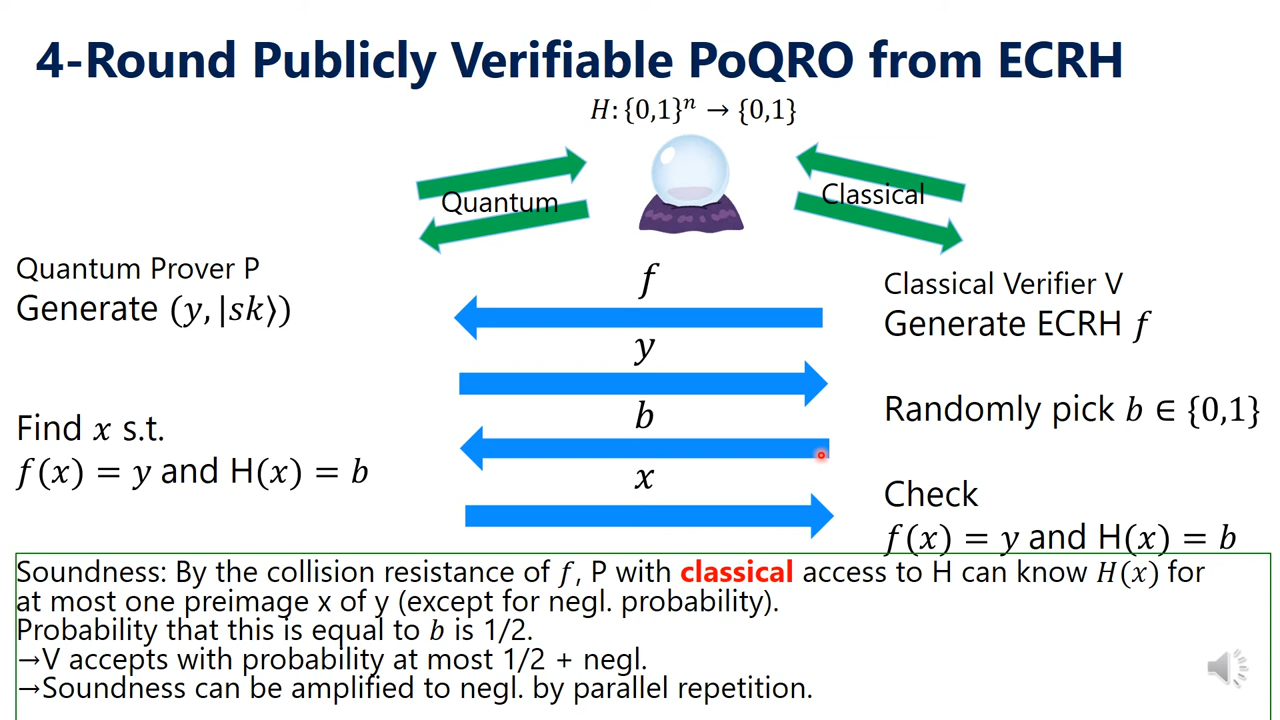 4-Round Publicly Verifiable PoQRO from ECRH
H: {0,1}ⁿ → {0,1}
Quantum
Classical
Quantum Prover P
Generate (y, |sk⟩)
f
Classical Verifier V
Generate ECRH f
y
Randomly pick b ∈ {0,1}
b
Find x s.t.
f(x) = y and H(x) = b
x
Check
f(x) = y and H(x) = b
Soundness: By the collision resistance of f, P with classical access to H can know H(x) for
at most one preimage x of y (except for negl. probability).
Probability that this is equal to b is 1/2.
→V accepts with probability at most 1/2 + negl.
→Soundness can be amplified to negl. by parallel repetition.